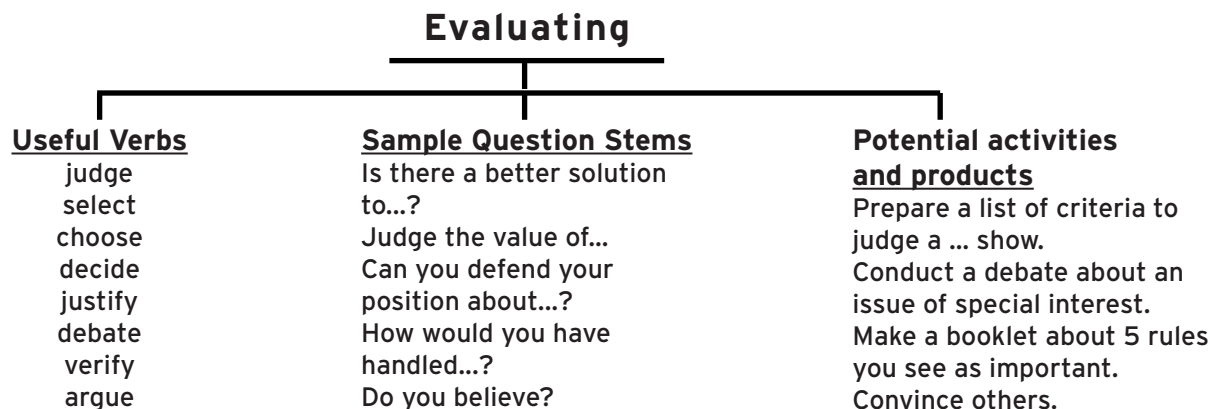 Evaluating
Useful Verbs
judge
select
choose
decide
justify
debate
verify
argue
Sample Question Stems
Is there a better solution
to...?
Judge the value of...
Can you defend your
position about...?
How would you have
handled...?
Do you believe?
Potential activities
and products
Prepare a list of criteria to
judge a ... show.
Conduct a debate about an
issue of special interest.
Make a booklet about 5 rules
you see as important.
Convince others.